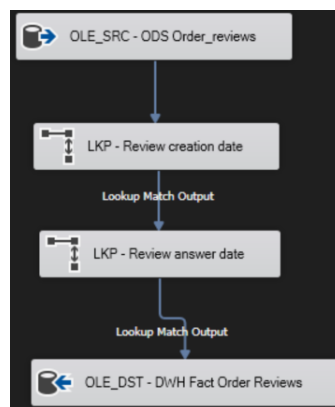 OLE_SRC - ODS Order_reviews
LKP - Review creation date
Lookup Match Output
LKP - Review answer date
Lookup Match Output
OLE_DST - DWH Fact Order Reviews